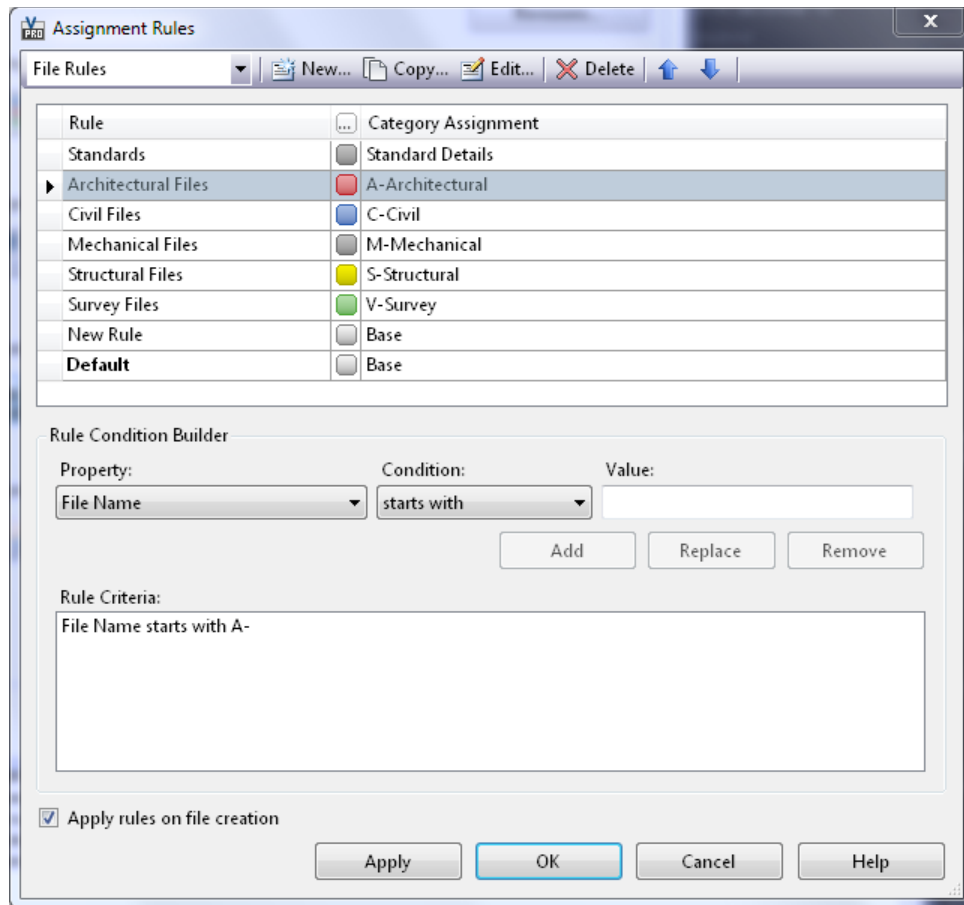 PRO Assignment Rules x
File Rules New... Copy... Edit... Delete
Rule ... Category Assignment
Standards Standard Details
Architectural Files A-Architectural
Civil Files C-Civil
Mechanical Files M-Mechanical
Structural Files S-Structural
Survey Files V-Survey
New Rule Base
Default Base
Rule Condition Builder
Property: Condition: Value:
File Name starts with
Add Replace Remove
Rule Criteria:
File Name starts with A-
Apply rules on file creation
Apply OK Cancel Help